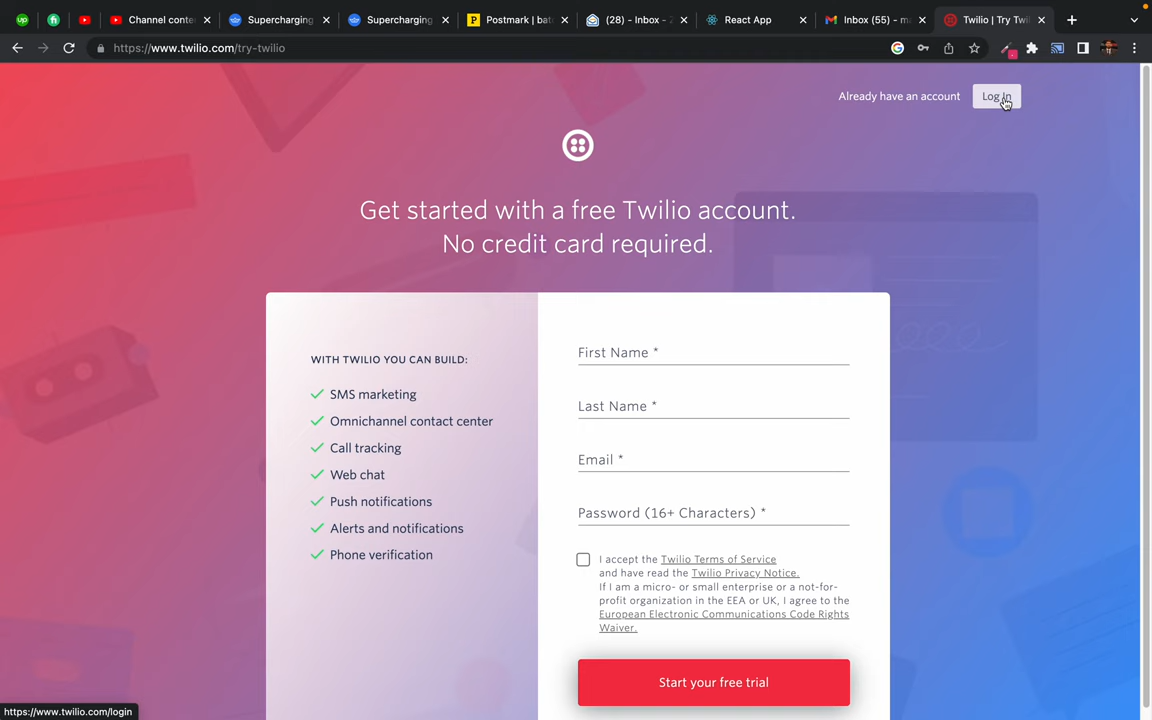 Channel conte
Supercharging
Supercharging
Postmark | bat
(28) - Inbox - 2
React App
Inbox (55) - m
Twilio | Try Twi
https://www.twilio.com/try-twilio
Already have an account
Log In
Get started with a free Twilio account.
No credit card required.
WITH TWILIO YOU CAN BUILD:
SMS marketing
Omnichannel contact center
Call tracking
Web chat
Push notifications
Alerts and notifications
Phone verification
First Name *
Last Name *
Email *
Password (16+ Characters) *
I accept the Twilio Terms of Service
and have read the Twilio Privacy Notice.
If I am a micro- or small enterprise or a not-for-
profit organization in the EEA or UK, I agree to the
European Electronic Communications Code Rights
Waiver.
Start your free trial
https://www.twilio.com/login